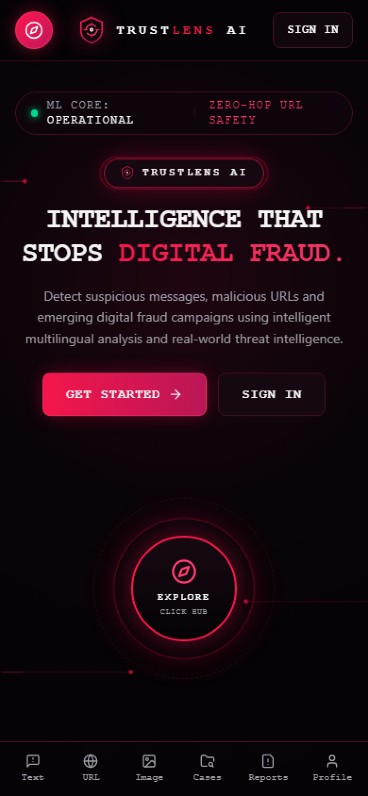 TRUSTLENS AI
SIGN IN
ML CORE: OPERATIONAL
ZERO-HOP URL SAFETY
TRUSTLENS AI
INTELLIGENCE THAT
STOPS DIGITAL FRAUD.
Detect suspicious messages, malicious URLs and
emerging digital fraud campaigns using intelligent
multilingual analysis and real-world threat intelligence.
GET STARTED →
SIGN IN
EXPLORE
CLICK HUB
Text
URL
Image
Cases
Reports
Profile